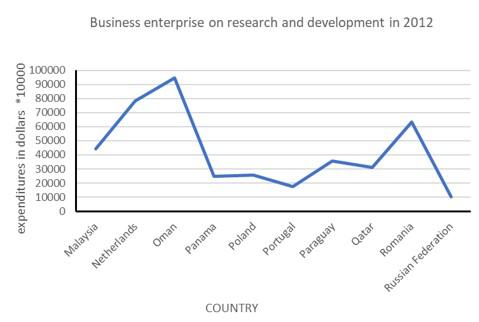 Business enterprise on research and development in 2012
expenditures in dollars *10000
100000
90000
80000
70000
60000
50000
40000
30000
20000
10000
0
Malaysia
Netherlands
Oman
Panama
Poland
Portugal
Paraguay
Qatar
Romania
Russian Federation
COUNTRY